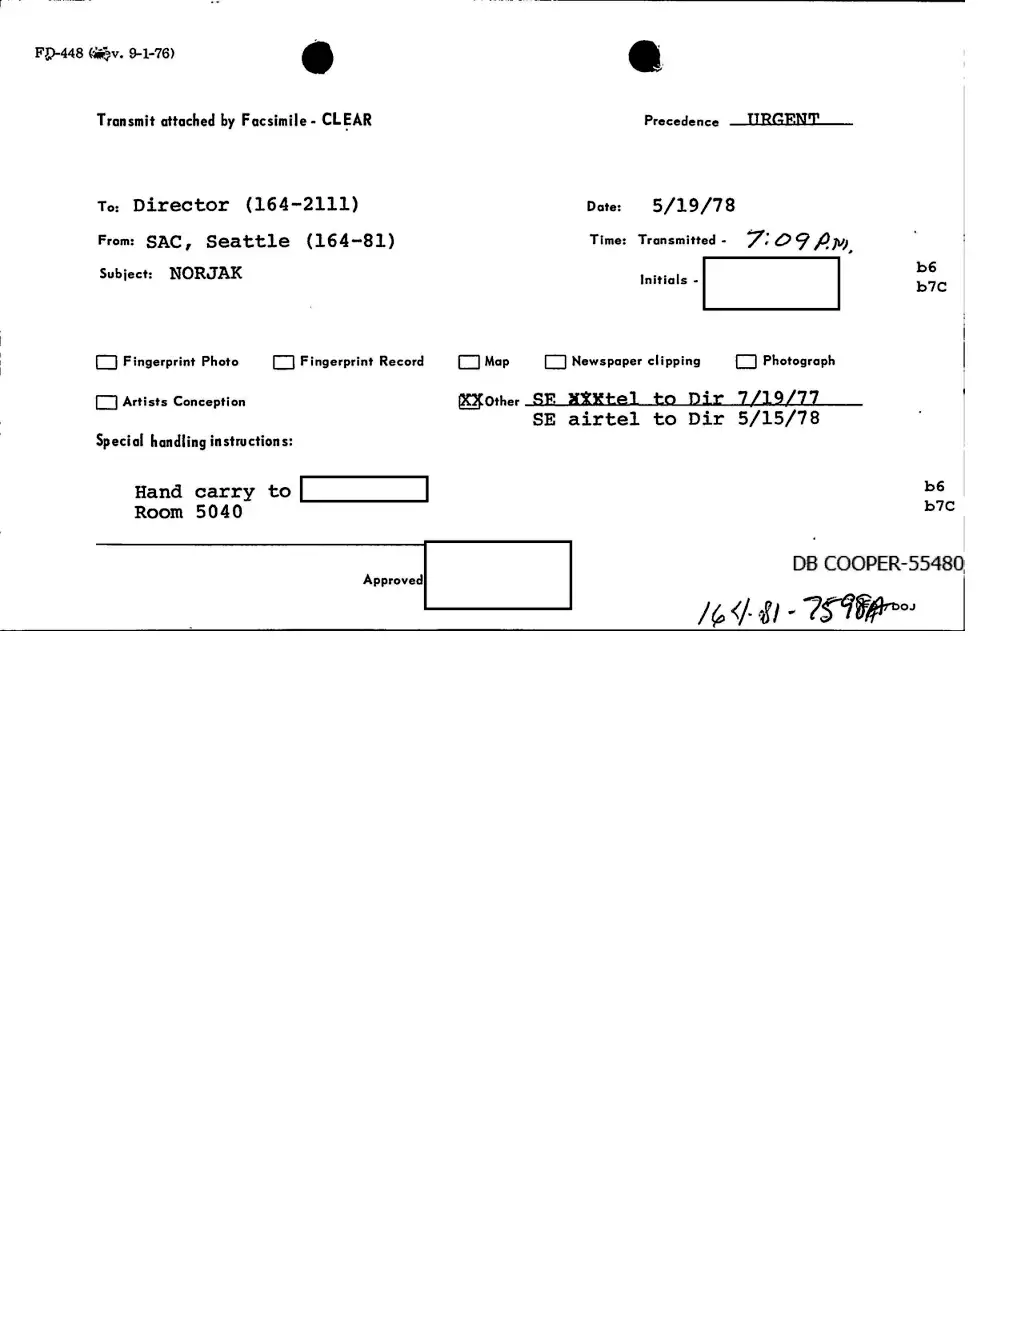 FD-448 (Rev. 9-1-76)
Transmit attached by Facsimile - CLEAR Precedence URGENT
To: Director (164-2111) Date: 5/19/78
From: SAC, Seattle (164-81) Time: Transmitted - 7:09 P.M.
Subject: NORJAK Initials - b6
b7C
Fingerprint Photo Fingerprint Record Map Newspaper clipping Photograph
Artists Conception XX Other SE XXXtel to Dir 7/19/77
SE airtel to Dir 5/15/78
Special handling instructions:
Hand carry to b6
Room 5040 b7C
DB COOPER-55480
Approved
164-81-7598 DOJ